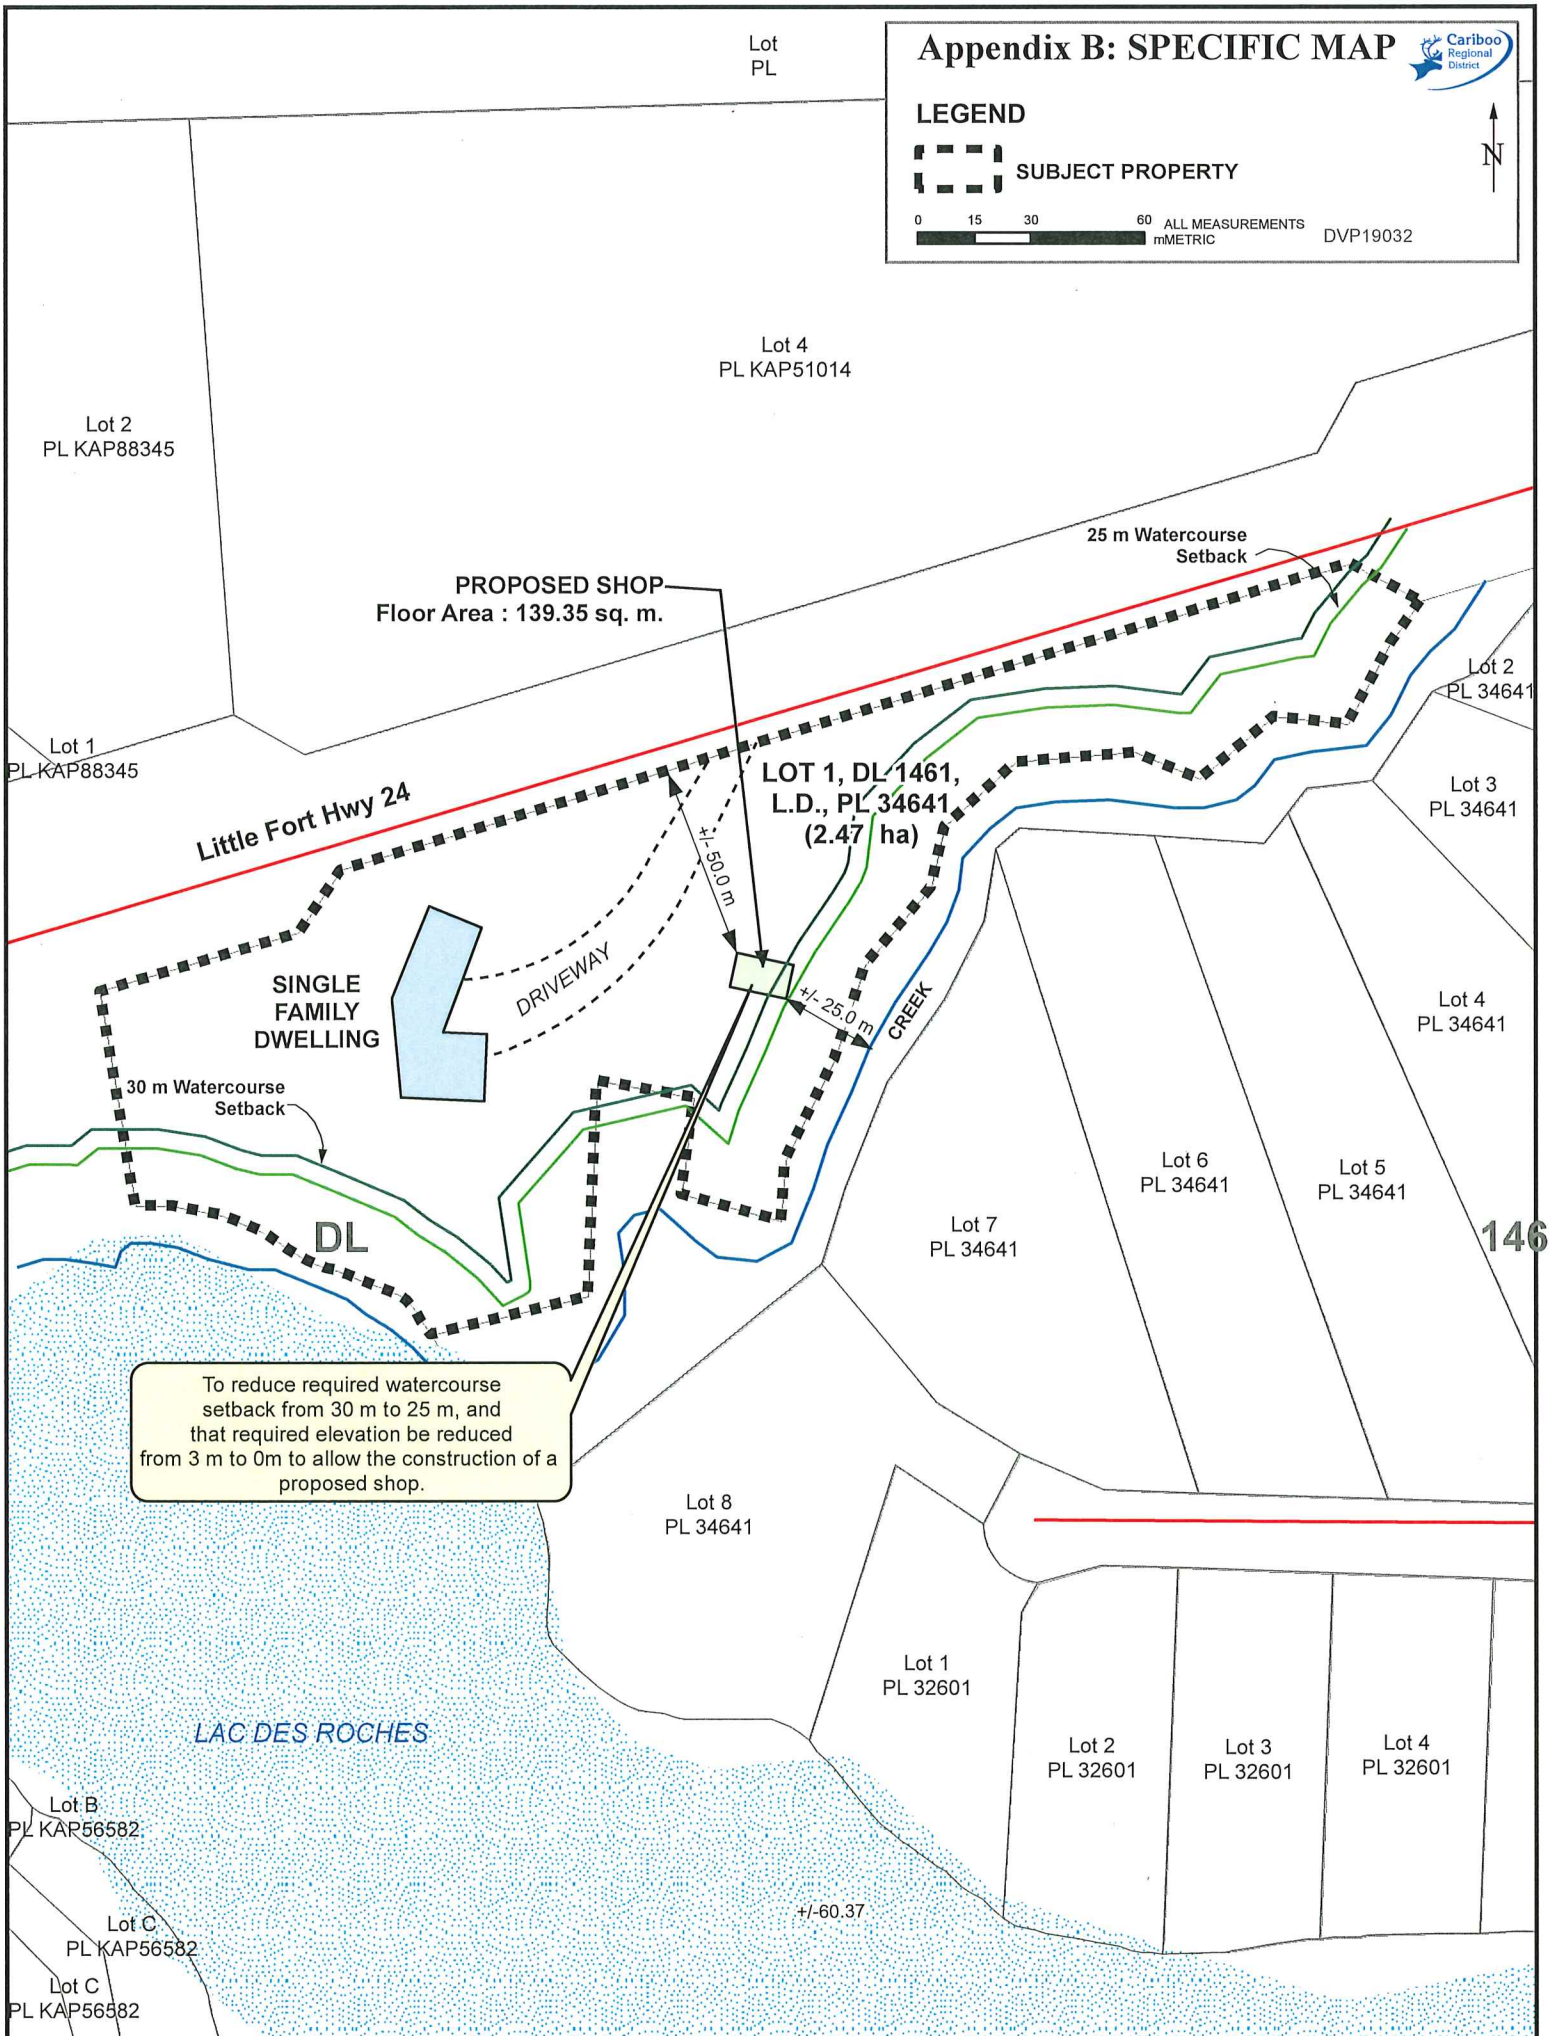 Lot
PL
Appendix B: SPECIFIC MAP
Cariboo
Regional
District
LEGEND
SUBJECT PROPERTY
N
0 15 30 60 ALL MEASUREMENTS
mMETRIC
DVP19032
Lot 4
PL KAP51014
Lot 2
PL KAP88345
25 m Watercourse
Setback
PROPOSED SHOP
Floor Area : 139.35 sq. m.
Lot 2
PL 34641
Lot 1
PL KAP88345
Little Fort Hwy 24
LOT 1, DL 1461,
L.D., PL 34641
(2.47 ha)
Lot 3
PL 34641
+/- 50.0 m
SINGLE
FAMILY
DWELLING
DRIVEWAY
+/- 25.0 m
CREEK
Lot 4
PL 34641
30 m Watercourse
Setback
Lot 6
PL 34641
Lot 5
PL 34641
Lot 7
PL 34641
DL
146
To reduce required watercourse
setback from 30 m to 25 m, and
that required elevation be reduced
from 3 m to 0m to allow the construction of a
proposed shop.
Lot 8
PL 34641
Lot 1
PL 32601
LAC DES ROCHES
Lot 2
PL 32601
Lot 3
PL 32601
Lot 4
PL 32601
Lot B
PL KAP56582
+/-60.37
Lot C
PL KAP56582
Lot C
PL KAP56582